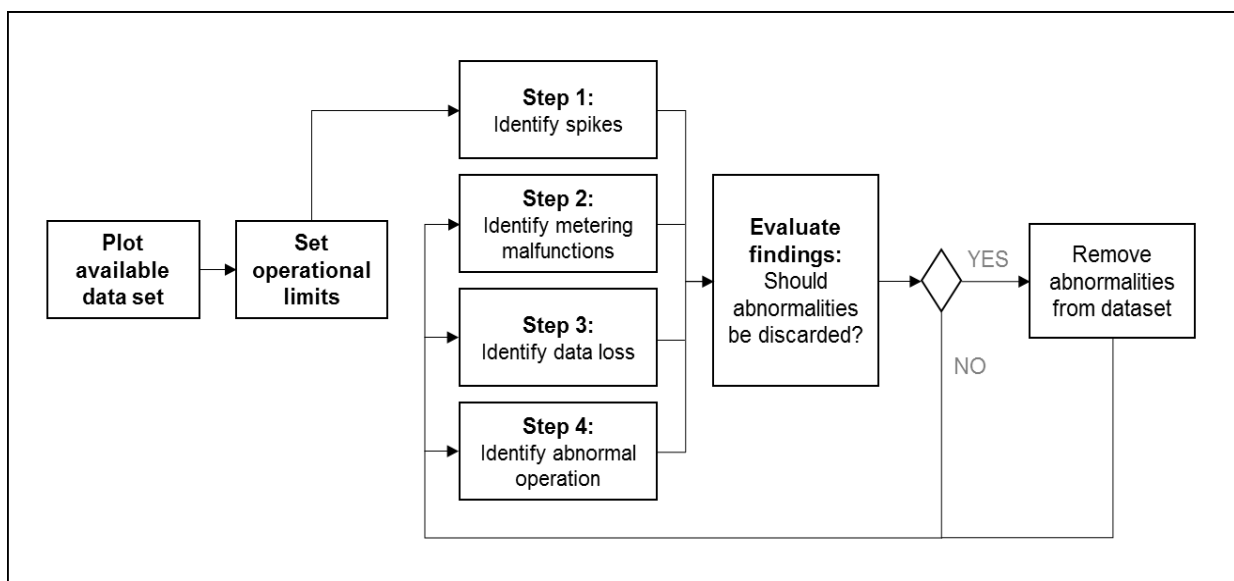 Plot
available
data set
Set
operational
limits
Step 1:
Identify spikes
Step 2:
Identify metering
malfunctions
Step 3:
Identify data loss
Step 4:
Identify abnormal
operation
Evaluate
findings:
Should
abnormalities
be discarded?
YES
NO
Remove
abnormalities
from dataset